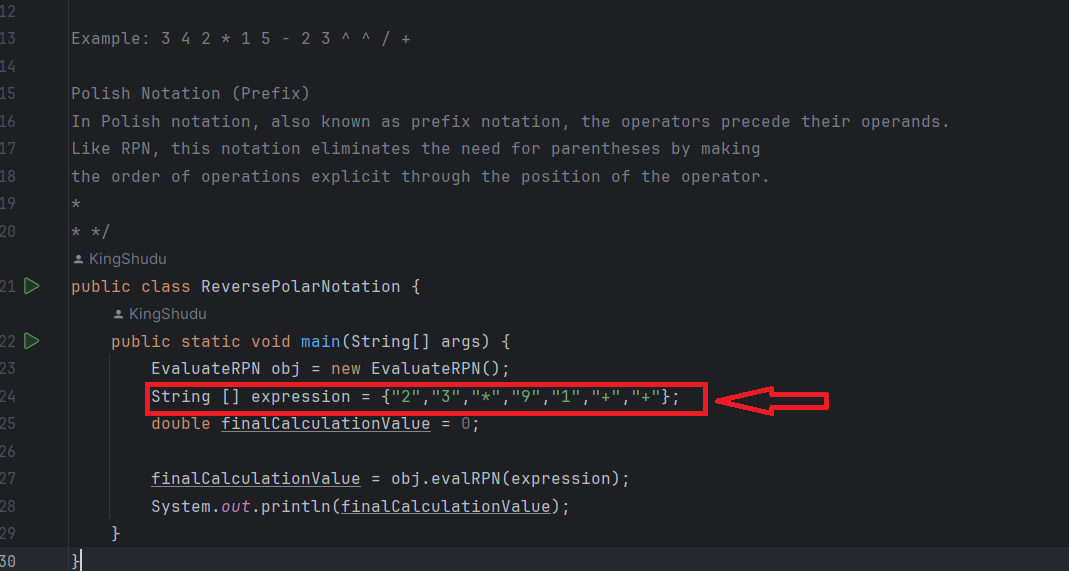 12
13 Example: 3 4 2 * 1 5 - 2 3 ^ ^ / +
14
15 Polish Notation (Prefix)
16 In Polish notation, also known as prefix notation, the operators precede their operands.
17 Like RPN, this notation eliminates the need for parentheses by making
18 the order of operations explicit through the position of the operator.
19 *
20 * */
KingShudu
21 public class ReversePolarNotation {
KingShudu
22 public static void main(String[] args) {
23 EvaluateRPN obj = new EvaluateRPN();
24 String [] expression = {"2","3","*","9","1","+","+"};
25 double finalCalculationValue = 0;
26
27 finalCalculationValue = obj.evalRPN(expression);
28 System.out.println(finalCalculationValue);
29 }
30 }